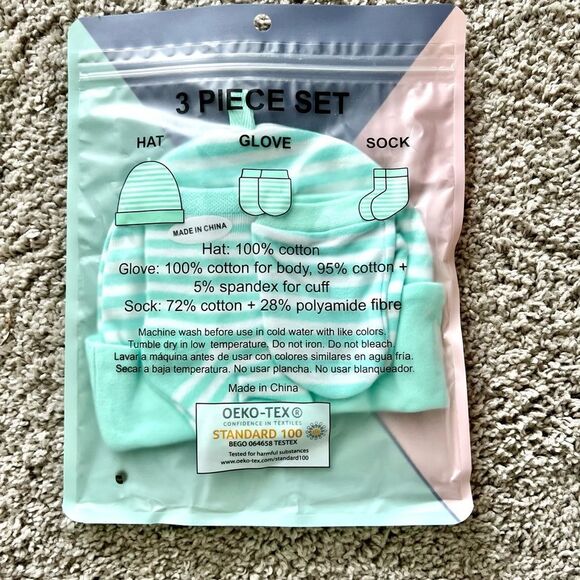 3 PIECE SET
HAT GLOVE SOCK
MADE IN CHINA
Hat: 100% cotton
Glove: 100% cotton for body, 95% cotton +
5% spandex for cuff
Sock: 72% cotton + 28% polyamide fibre
Machine wash before use in cold water with like colors.
Tumble dry in low temperature. Do not iron. Do not bleach.
Lavar a máquina antes de usar con colores similares en agua fría.
Secar a baja temperatura. No usar plancha. No usar blanqueador.
Made in China
OEKO-TEX®
CONFIDENCE IN TEXTILES
STANDARD 100
BEGO 064658 TESTEX
Tested for harmful substances
www.oeko-tex.com/standard100